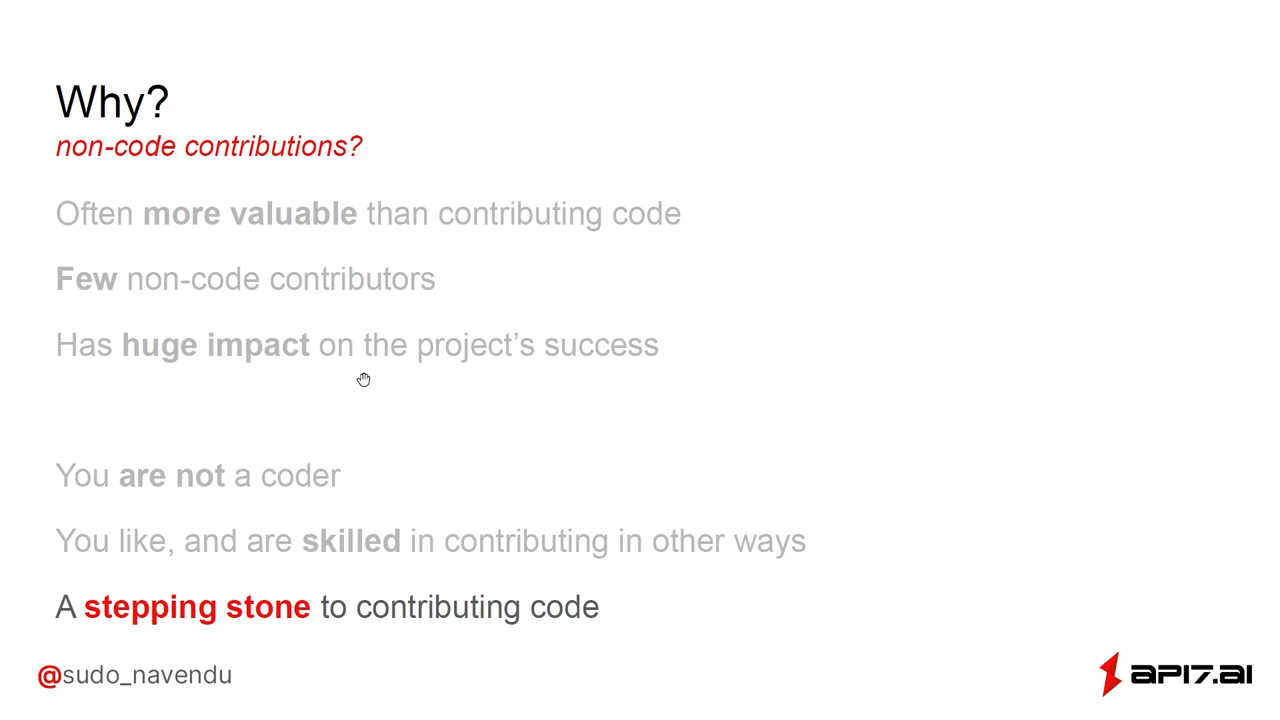 Why?
non-code contributions?
Often more valuable than contributing code
Few non-code contributors
Has huge impact on the project’s success
You are not a coder
You like, and are skilled in contributing in other ways
A stepping stone to contributing code
@sudo_navendu
API7.AI